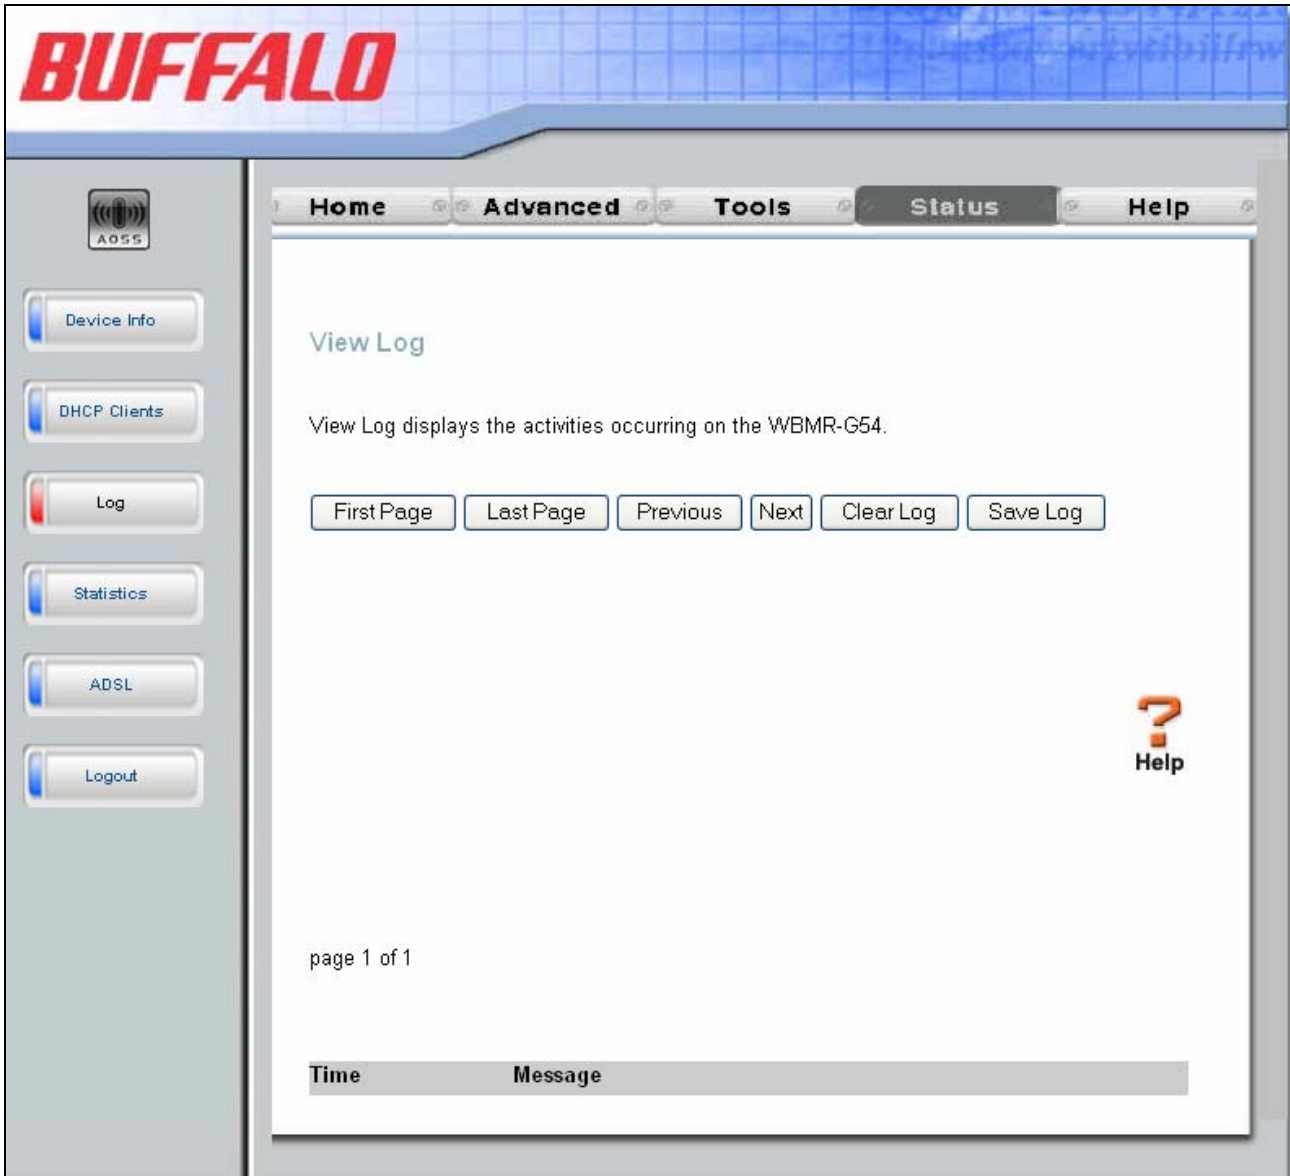 BUFFALO
AOSS
Home Advanced Tools Status Help
Device Info
DHCP Clients
Log
Statistics
ADSL
Logout
View Log
View Log displays the activities occurring on the WBMR-G54.
First Page Last Page Previous Next Clear Log Save Log
Help
page 1 of 1
Time Message